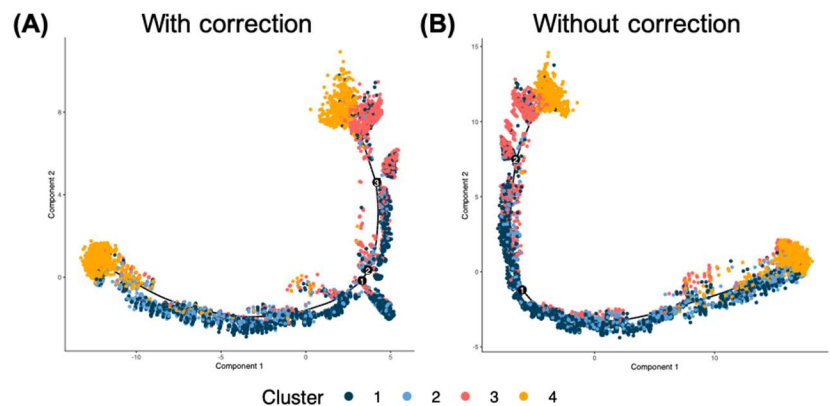 (A) With correction
(B) Without correction
8
4
0
Component 2
-10 -5 0 5
Component 1
3
2
1
15
10
5
0
-5
Component 2
0 10
Component 1
2
1
Cluster 1 2 3 4